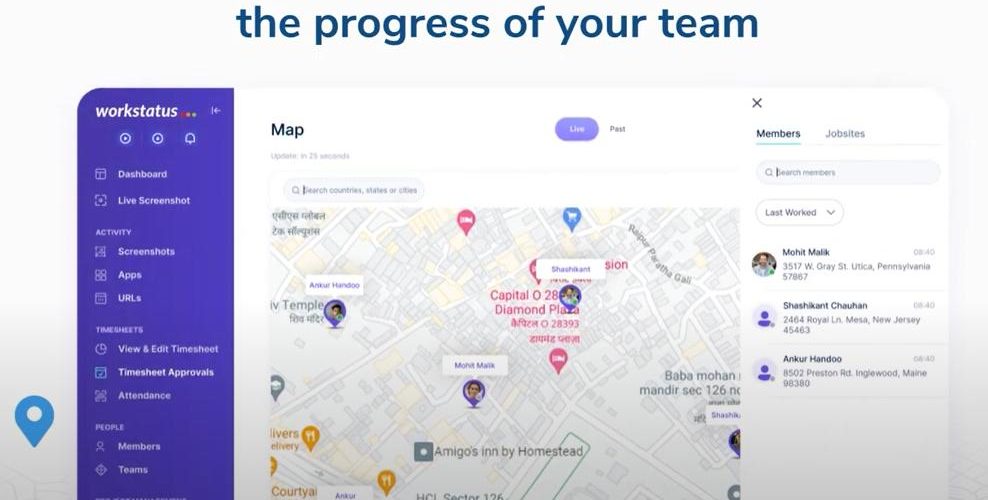 the progress of your team
workstatus
Dashboard
Live Screenshot
ACTIVITY
Screenshots
Apps
URLs
TIMESHEETS
View & Edit Timesheet
Timesheet Approvals
Attendance
PEOPLE
Members
Teams
Map
Live
Past
Update: in 25 seconds
Search countries, states or cities
एसीएस ग्लोबल
टेक सॉल्यूशंस
Raipur Paratha Gali
Shashikant
sion
Ankur Handoo
iv Temple
शिव मंदिर
Capital O 28
Diamond Plaza
कैपिटल O 28393
डायमंड प्लाज़ा
Mohit Malik
Baba mohan
mandir sec 126 no
Shashik
livers
elivery
Amigo's inn by Homestead
Courtyai
Ankur
HCL Sector 126
Members
Jobsites
Search members
Last Worked
Mohit Malik
08:40
3517 W. Gray St. Utica, Pennsylvania
57867
Shashikant Chauhan
08:40
2464 Royal Ln. Mesa, New Jersey
45463
Ankur Handoo
08:40
8502 Preston Rd. Inglewood, Maine
98380